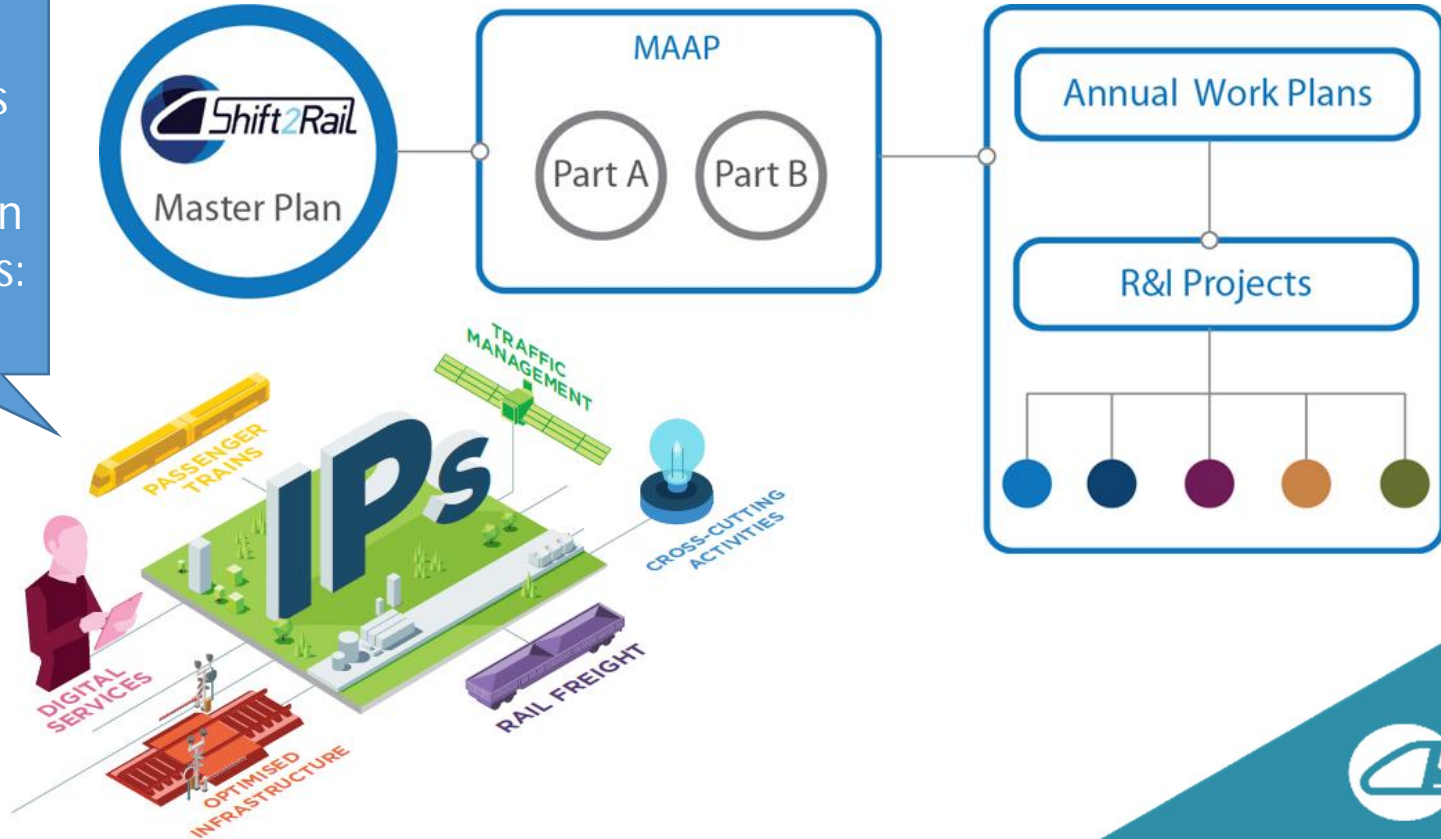 s
n
s:
Shift2Rail
Master Plan
MAAP
Part A
Part B
Annual Work Plans
R&I Projects
TRAFFIC
MANAGEMENT
PASSENGER
TRAINS
IPs
CROSS-CUTTING
ACTIVITIES
DIGITAL
SERVICES
RAIL FREIGHT
OPTIMISED
INFRASTRUCTURE